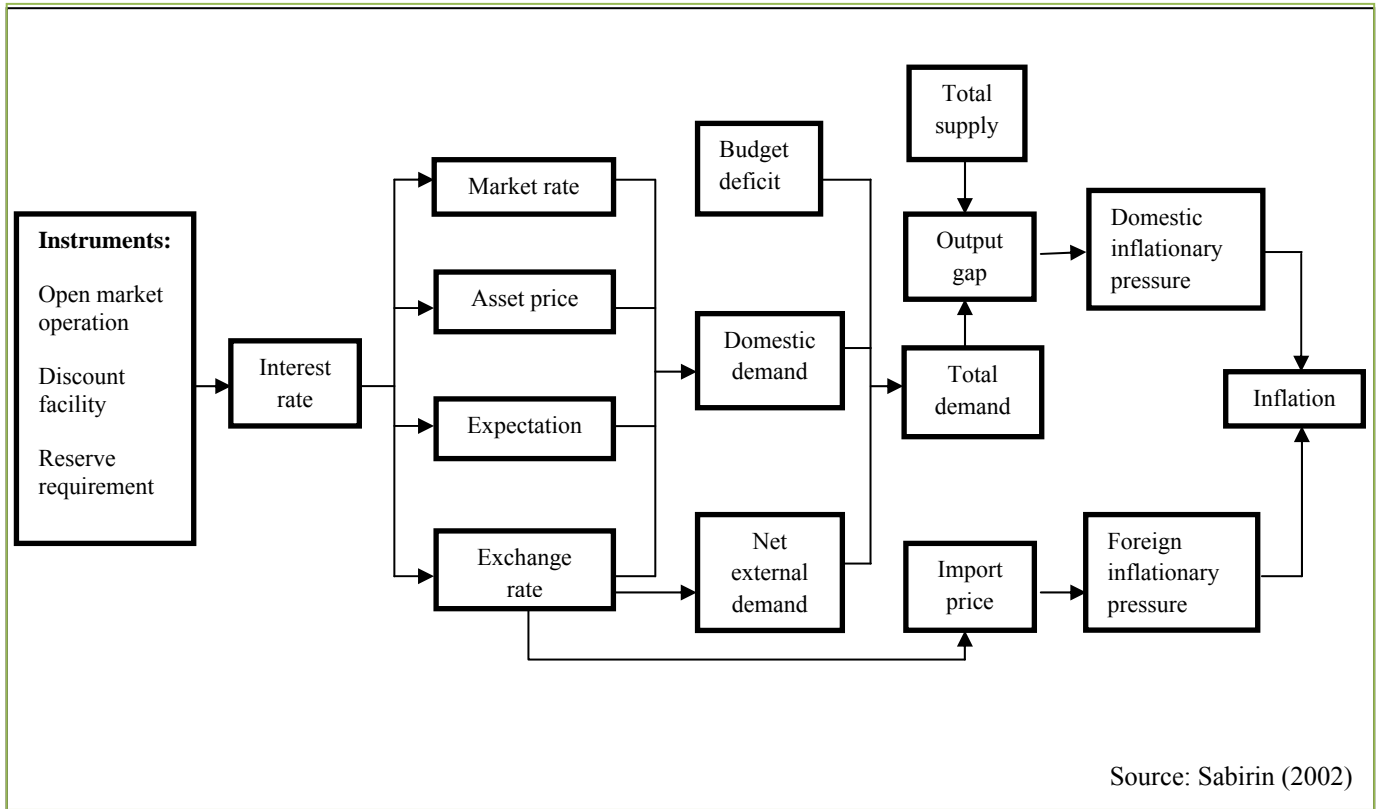 Instruments:
Open market
operation
Discount
facility
Reserve
requirement
Interest
rate
Market rate
Asset price
Expectation
Exchange
rate
Budget
deficit
Domestic
demand
Net
external
demand
Total
supply
Output
gap
Total
demand
Import
price
Domestic
inflationary
pressure
Foreign
inflationary
pressure
Inflation
Source: Sabirin (2002)